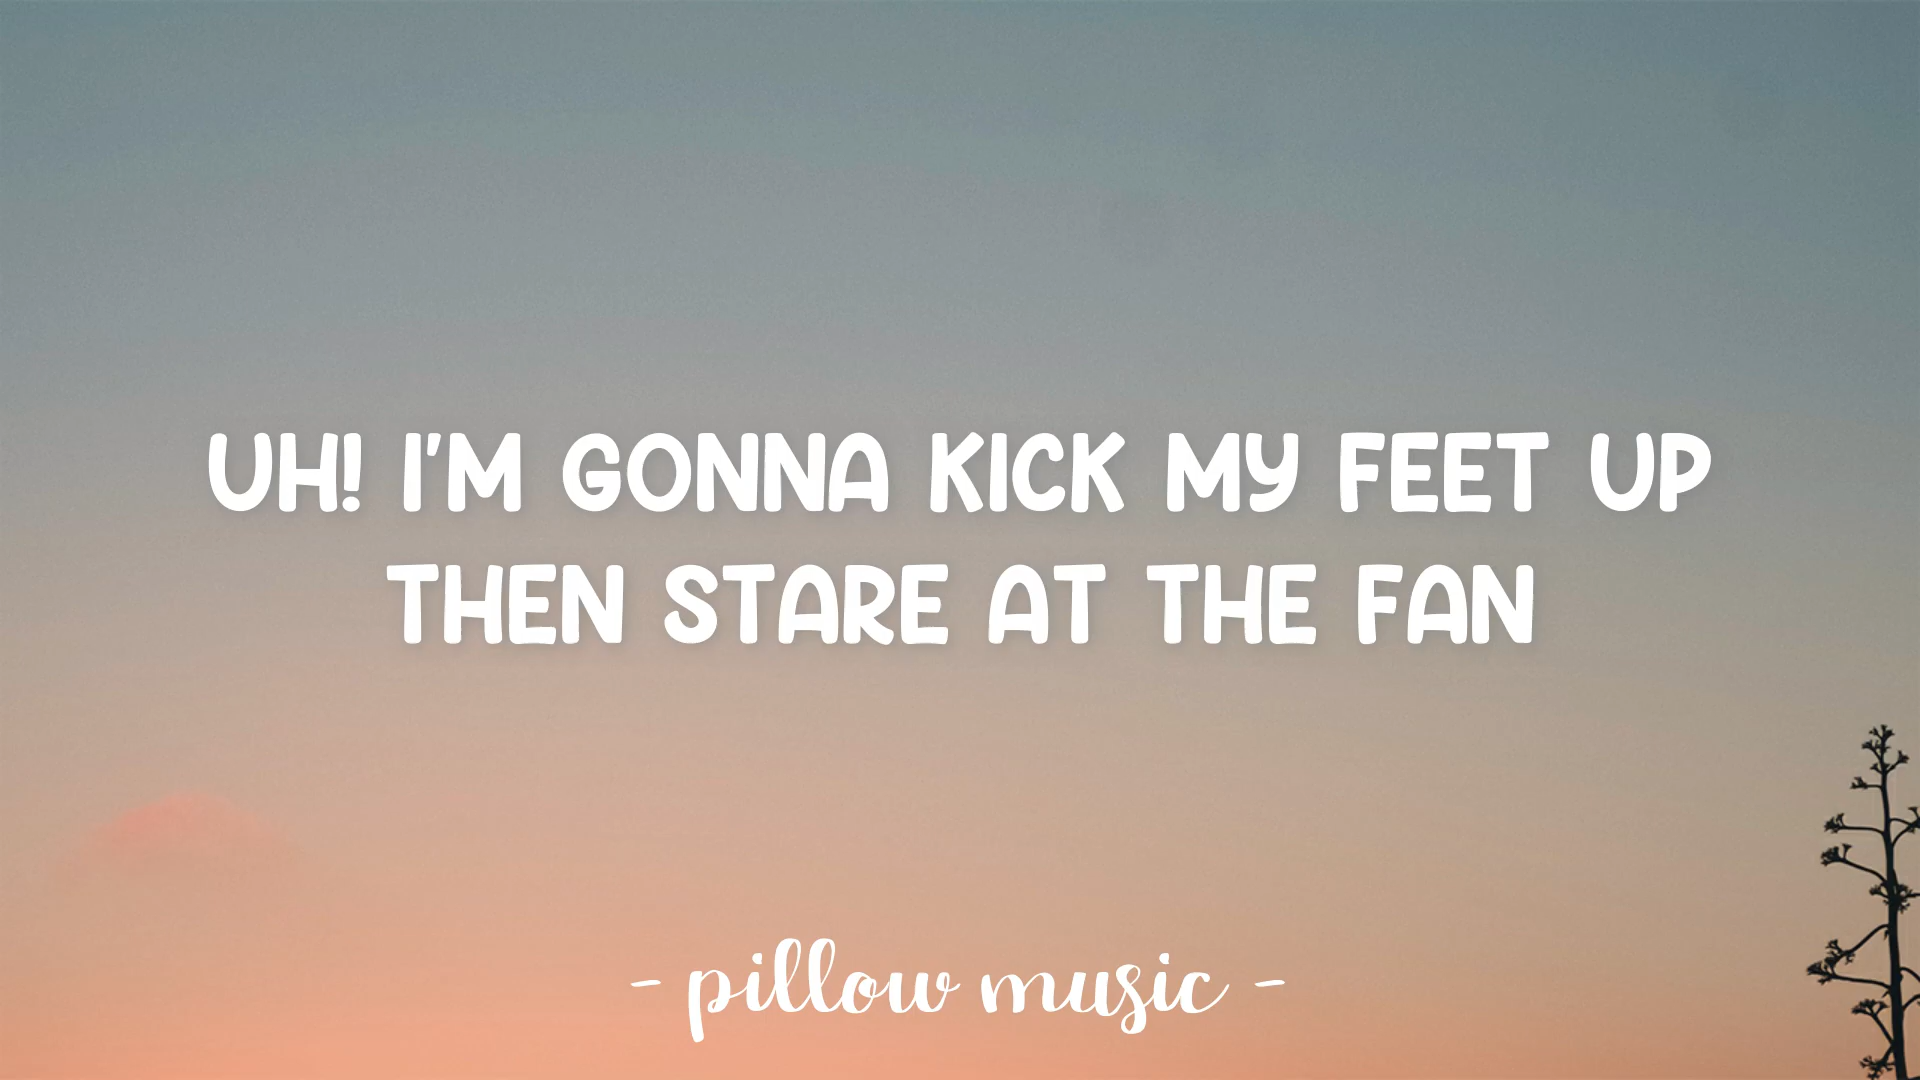 UH! I'M GONNA KICK MY FEET UP
THEN STARE AT THE FAN
- pillow music -